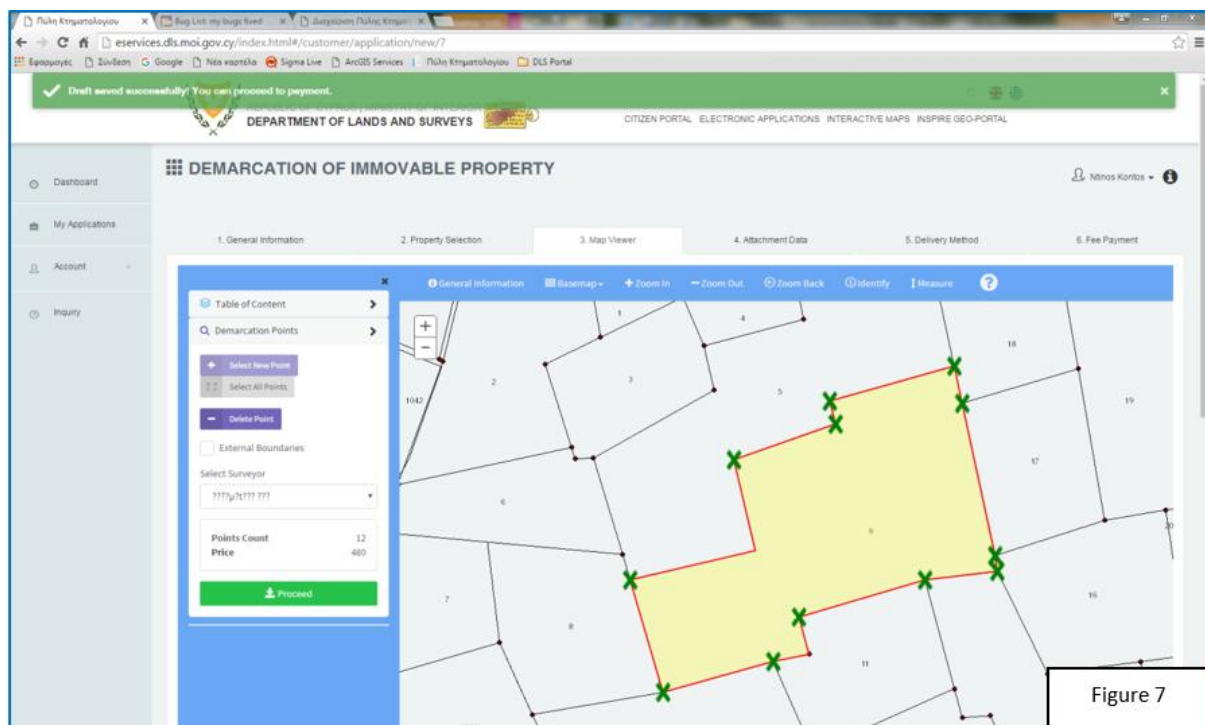 Πύλη Κτηματολογίου
Bug List: my bugs fixed
Διαχείριση Πύλης Κτημα
eservices.dls.moi.gov.cy/index.html#/customer/application/new/7
Εφαρμογές Σύνδεση Google Νέα καρτέλα Sigma Live ArcGIS Services Πύλη Κτηματολογίου DLS Portal
Draft saved successfully! You can proceed to payment.
DEPARTMENT OF LANDS AND SURVEYS
CITIZEN PORTAL ELECTRONIC APPLICATIONS INTERACTIVE MAPS INSPIRE GEO-PORTAL
DEMARCATION OF IMMOVABLE PROPERTY
Ntinos Kontos
Dashboard
My Applications
Account
Inquiry
1. General Information
2. Property Selection
3. Map Viewer
4. Attachment Data
5. Delivery Method
6. Fee Payment
General Information Basemap Zoom In Zoom Out Zoom Back Identify Measure ?
Table of Content
Demarcation Points
Select New Point
Select All Points
Delete Point
External Boundaries
Select Surveyor
????µ?t??? ???
Points Count 12
Price 480
Proceed
+
−
1
4
18
2
3
5
19
1042
17
6
9
20
7
8
16
11
Figure 7